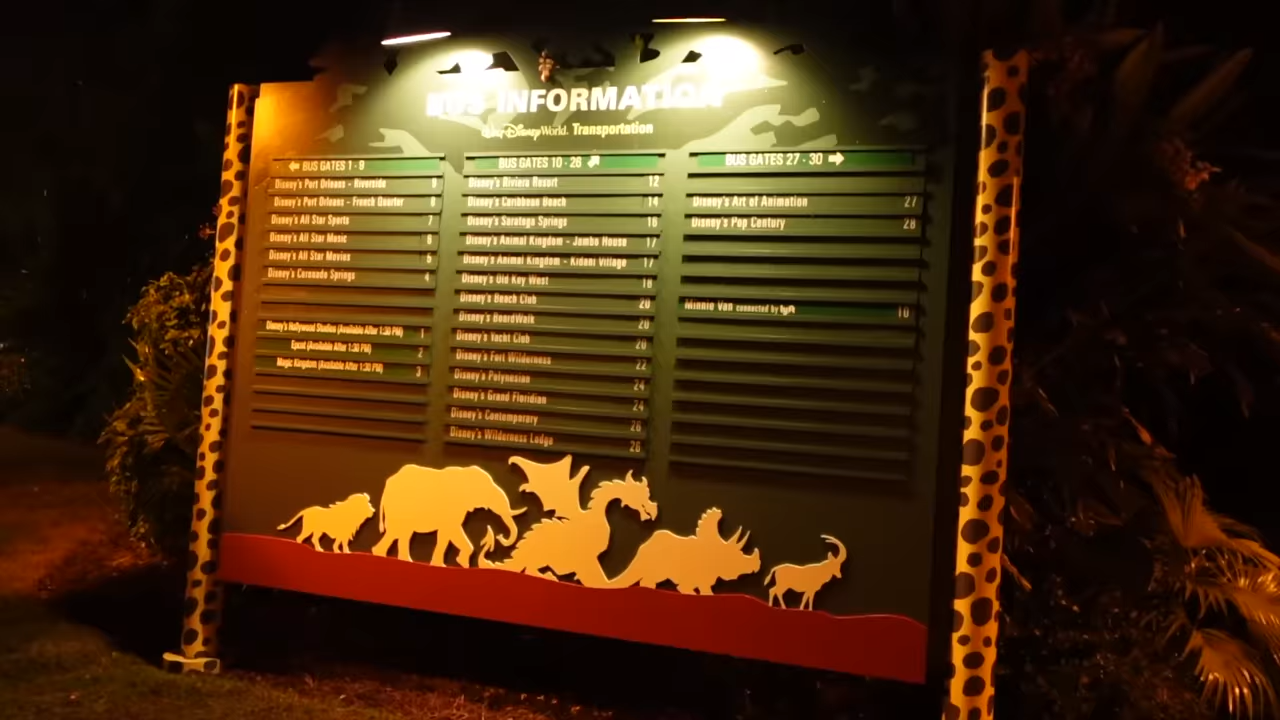 BUS INFORMATION
Walt Disney World. Transportation
← BUS GATES 1 - 9
Disney's Port Orleans - Riverside 9
Disney's Port Orleans - French Quarter 8
Disney's All Star Sports 7
Disney's All Star Music 6
Disney's All Star Movies 5
Disney's Coronado Springs 4
Disney's Hollywood Studios (Available After 1:30 PM) 1
Epcot (Available After 1:30 PM) 2
Magic Kingdom (Available After 1:30 PM) 3
BUS GATES 10 - 26 ↗
Disney's Riviera Resort 12
Disney's Caribbean Beach 14
Disney's Saratoga Springs 16
Disney's Animal Kingdom - Jambo House 17
Disney's Animal Kingdom - Kidani Village 17
Disney's Old Key West 18
Disney's Beach Club 20
Disney's BoardWalk 20
Disney's Yacht Club 20
Disney's Fort Wilderness 22
Disney's Polynesian 24
Disney's Grand Floridian 24
Disney's Contemporary 26
Disney's Wilderness Lodge 26
BUS GATES 27 - 30 →
Disney's Art of Animation 27
Disney's Pop Century 28
Minnie Van connected by lyft 10